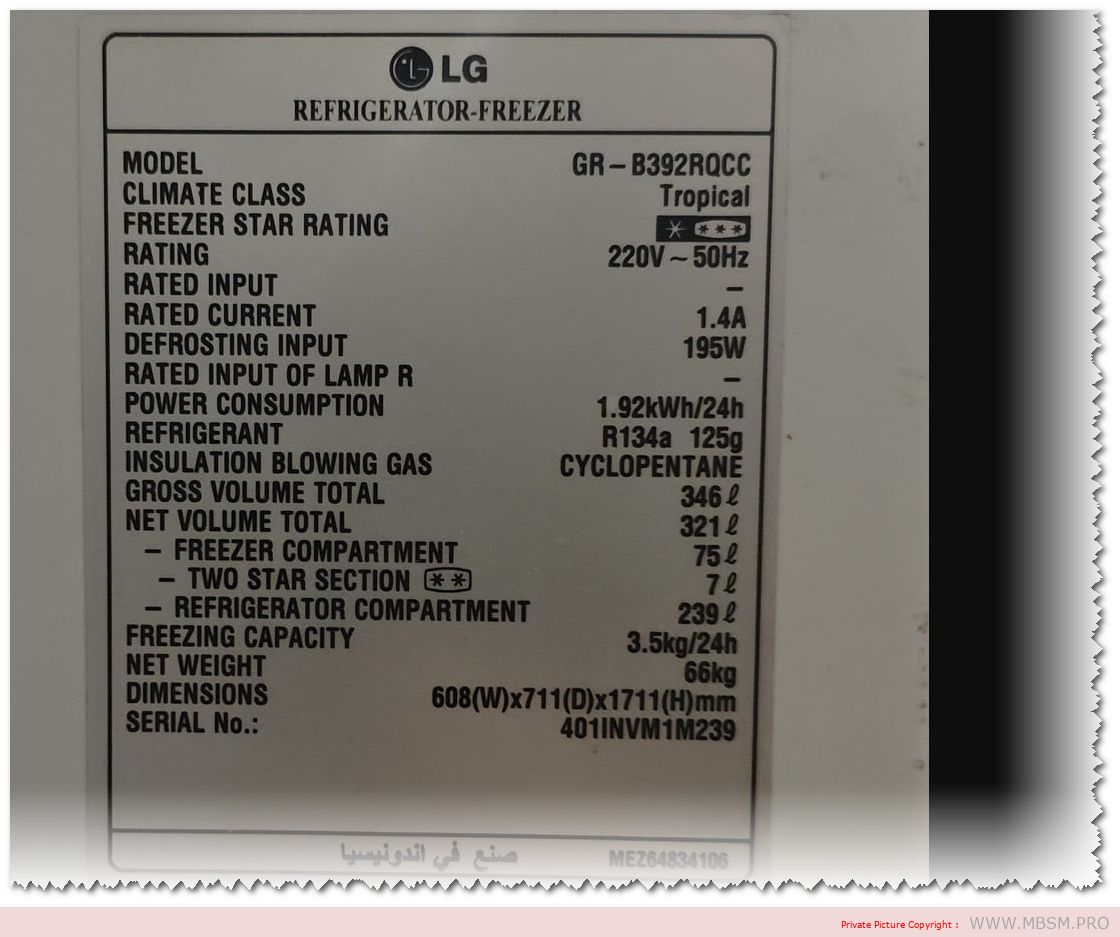 LG
REFRIGERATOR-FREEZER
MODEL GR-B392RQCC
CLIMATE CLASS Tropical
FREEZER STAR RATING * ***
RATING 220V ~ 50Hz
RATED INPUT –
RATED CURRENT 1.4A
DEFROSTING INPUT 195W
RATED INPUT OF LAMP R –
POWER CONSUMPTION 1.92kWh/24h
REFRIGERANT R134a 125g
INSULATION BLOWING GAS CYCLOPENTANE
GROSS VOLUME TOTAL 346ℓ
NET VOLUME TOTAL 321ℓ
– FREEZER COMPARTMENT 75ℓ
– TWO STAR SECTION ** 7ℓ
– REFRIGERATOR COMPARTMENT 239ℓ
FREEZING CAPACITY 3.5kg/24h
NET WEIGHT 66kg
DIMENSIONS 608(W)x711(D)x1711(H)mm
SERIAL No.: 401INVM1M239
صنع في اندونيسيا MEZ64834106
Private Picture Copyright : WWW.MBSM.PRO